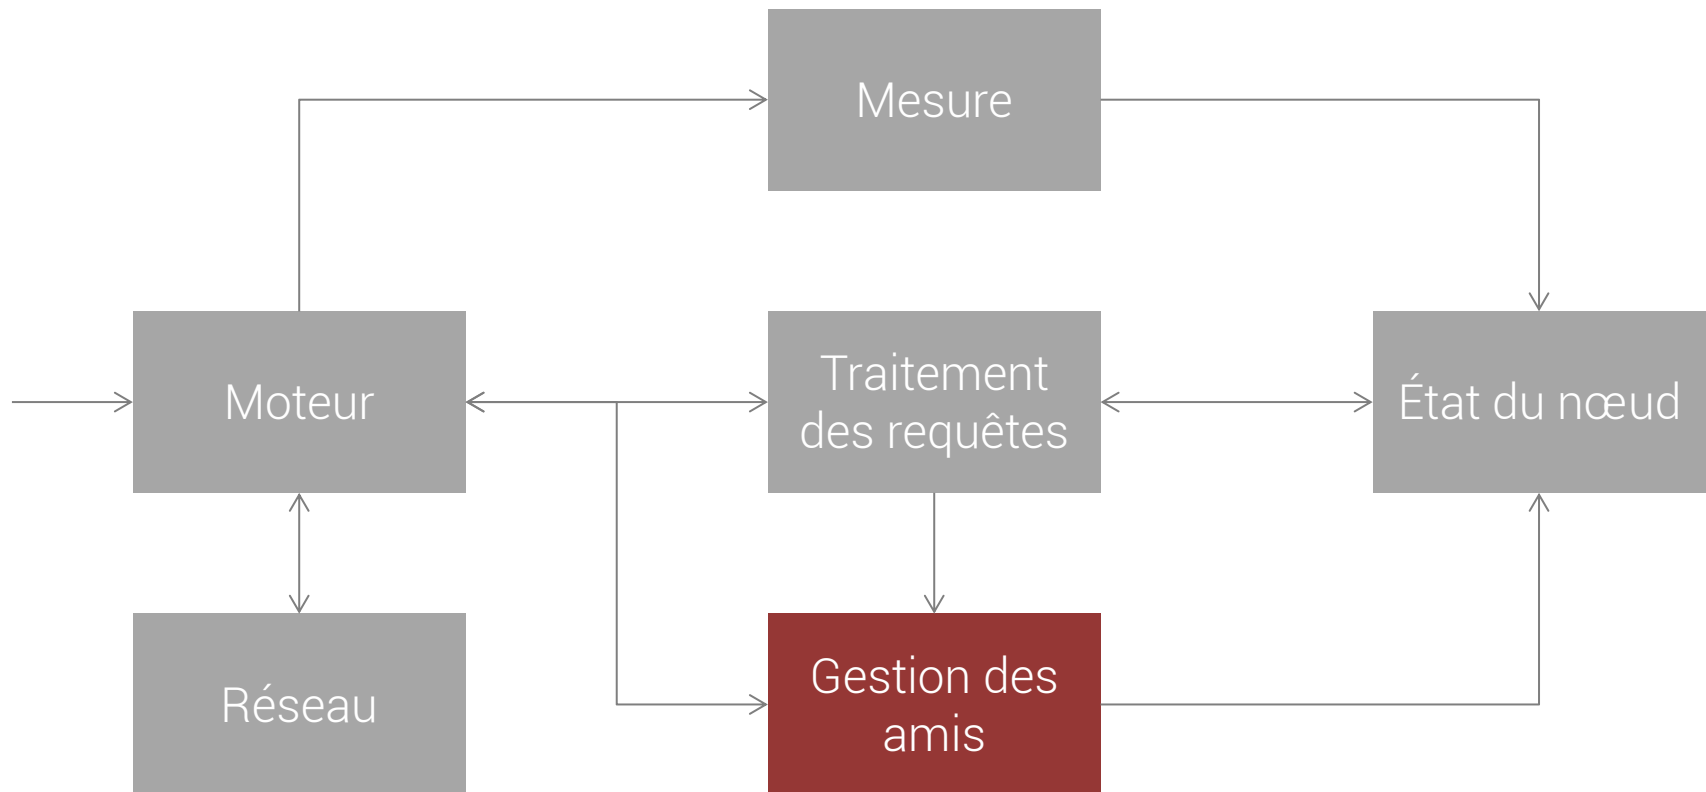 Mesure
Moteur
Traitement
des requêtes
État du nœud
Réseau
Gestion des
amis